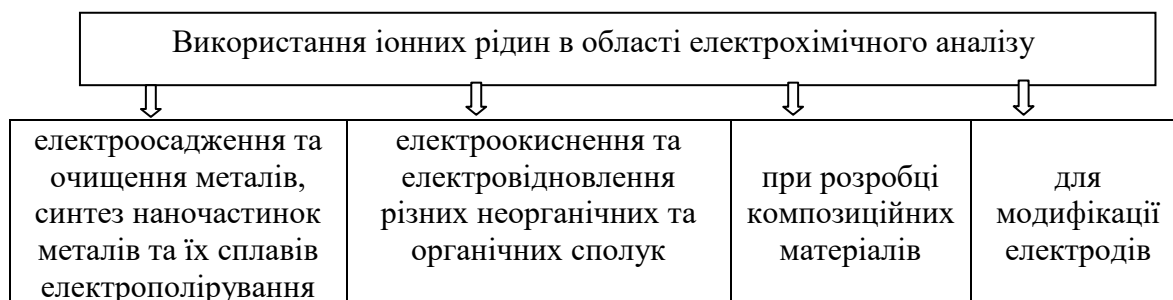 Використання іонних рідин в області електрохімічного аналізу
електроосадження та
очищення металів,
синтез наночастинок
металів та їх сплавів
електрополірування
електроокиснення та
електровідновлення
різних неорганічних та
органічних сполук
при розробці
композиційних
матеріалів
для
модифікації
електродів